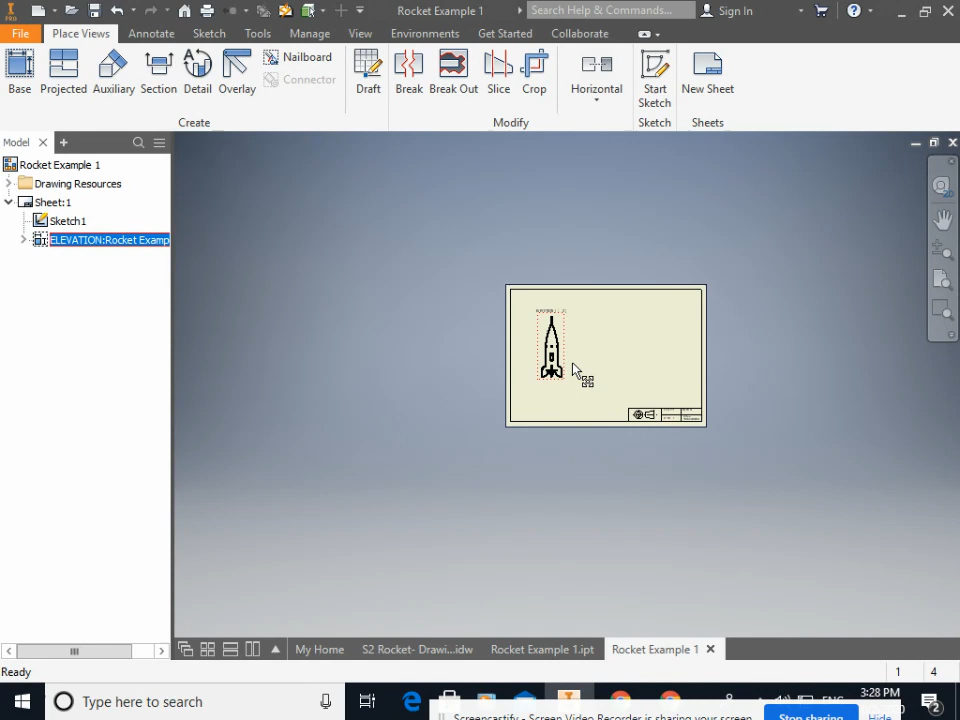 PRO
Rocket Example 1
Search Help & Commands...
Sign In
File
Place Views
Annotate
Sketch
Tools
Manage
View
Environments
Get Started
Collaborate
Base
Projected
Auxiliary
Section
Detail
Overlay
Nailboard
Connector
Draft
Break
Break Out
Slice
Crop
Horizontal
Start
Sketch
New Sheet
Create
Modify
Sketch
Sheets
Model
Rocket Example 1
Drawing Resources
Sheet:1
Sketch1
ELEVATION:Rocket Examp
My Home
S2 Rocket- Drawi...idw
Rocket Example 1.ipt
Rocket Example 1
Ready
1
4
Type here to search
ENG
3:28 PM
2
Screencastify - Screen Video Recorder is sharing your screen.
Stop sharing
Hide